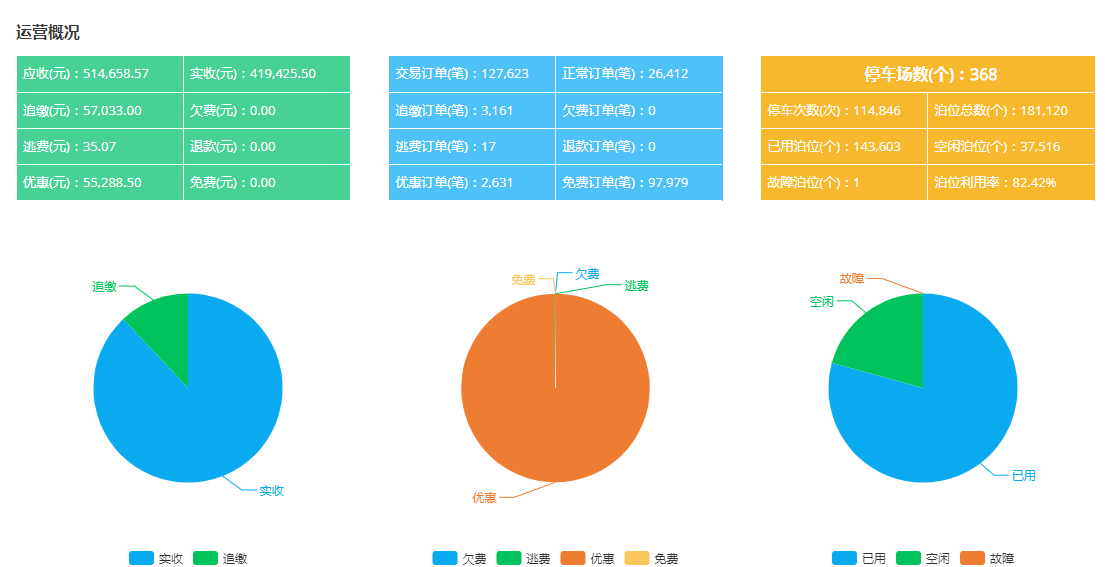 运营概况
应收(元)：514,658.57 实收(元)：419,425.50
追缴(元)：57,033.00 欠费(元)：0.00
逃费(元)：35.07 退款(元)：0.00
优惠(元)：55,288.50 免费(元)：0.00
交易订单(笔)：127,623 正常订单(笔)：26,412
追缴订单(笔)：3,161 欠费订单(笔)：0
逃费订单(笔)：17 退款订单(笔)：0
优惠订单(笔)：2,631 免费订单(笔)：97,979
停车场数(个)：368
停车次数(次)：114,846 泊位总数(个)：181,120
已用泊位(个)：143,603 空闲泊位(个)：37,516
故障泊位(个)：1 泊位利用率：82.42%
追缴
实收
实收 追缴
免费 欠费
逃费
优惠
欠费 逃费 优惠 免费
故障
空闲
已用
已用 空闲 故障